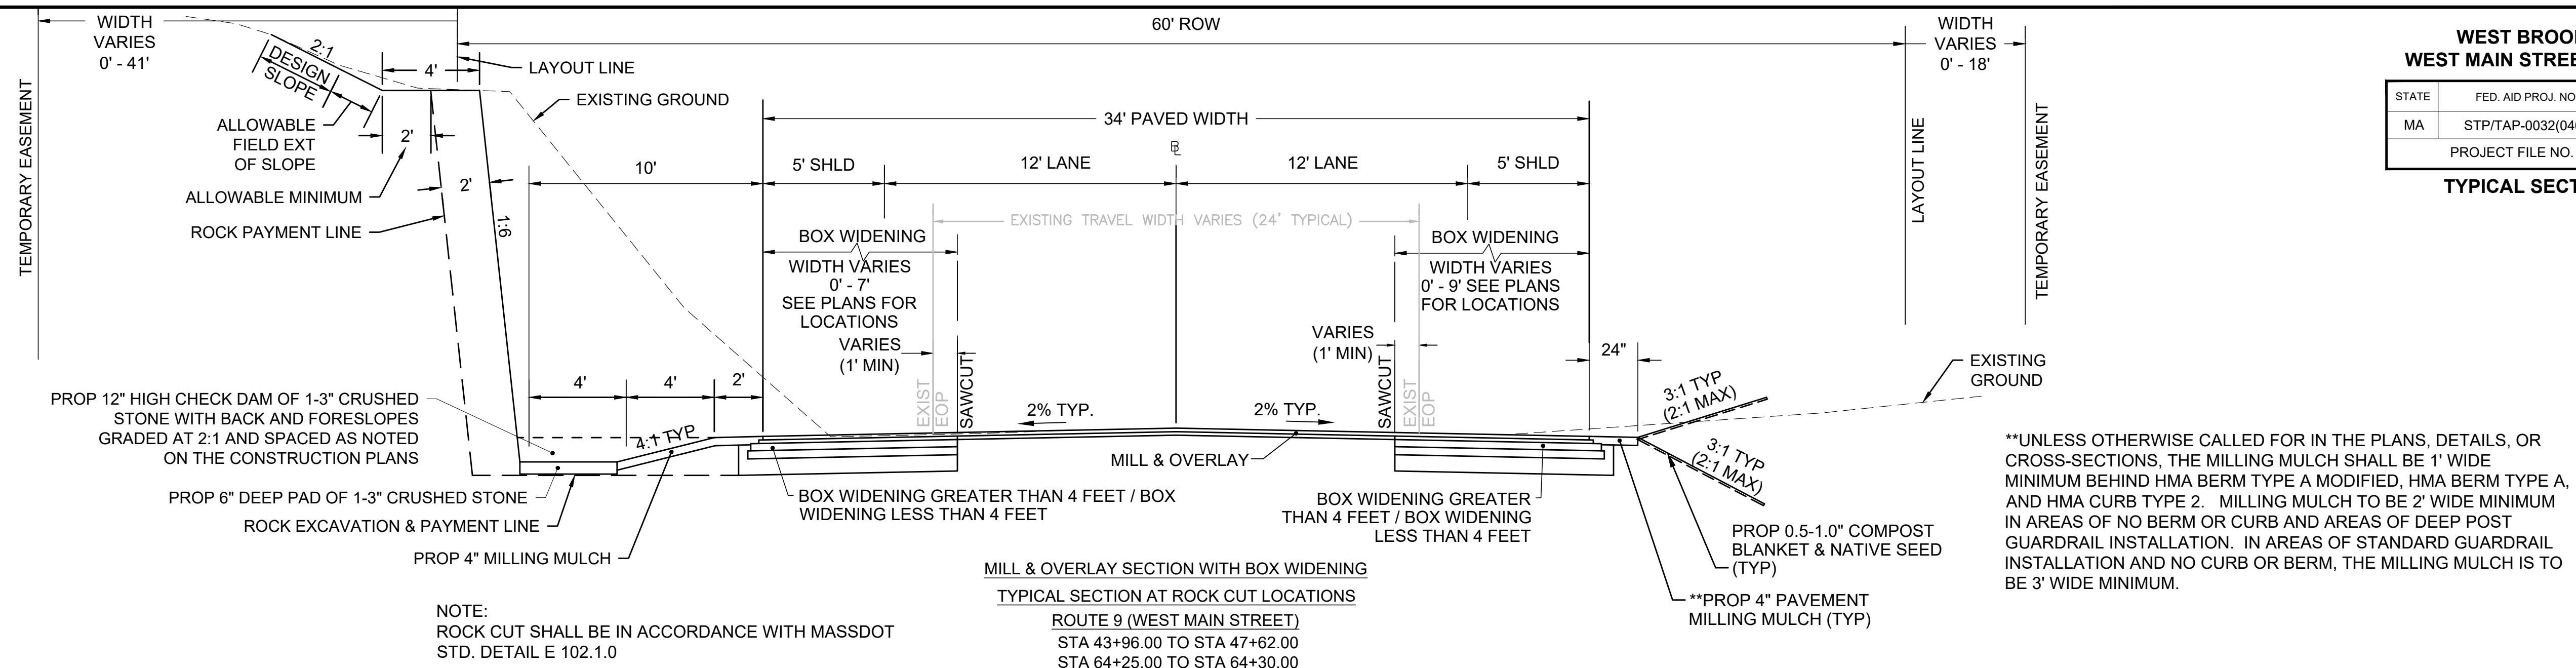 WIDTH
VARIES
0' - 41'
60' ROW
WIDTH
VARIES
0' - 18'
WEST BROO
WEST MAIN STREE
STATE
FED. AID PROJ. NO
MA
STP/TAP-0032(04
PROJECT FILE NO.
TYPICAL SECT
TEMPORARY EASEMENT
2:1
DESIGN
SLOPE
4'
LAYOUT LINE
EXISTING GROUND
ALLOWABLE
FIELD EXT
OF SLOPE
2'
ALLOWABLE MINIMUM
ROCK PAYMENT LINE
2'
1:6
34' PAVED WIDTH
10'
5' SHLD
12' LANE
12' LANE
5' SHLD
EXISTING TRAVEL WIDTH VARIES (24' TYPICAL)
BOX WIDENING
WIDTH VARIES
0' - 7'
SEE PLANS FOR
LOCATIONS
VARIES
(1' MIN)
EXIST
EOP
SAWCUT
BOX WIDENING
WIDTH VARIES
0' - 9' SEE PLANS
FOR LOCATIONS
VARIES
(1' MIN)
SAWCUT
EXIST
EOP
LAYOUT LINE
TEMPORARY EASEMENT
24"
EXISTING
GROUND
4'
4'
2'
4:1 TYP
2% TYP.
2% TYP.
3:1 TYP
(2:1 MAX)
3:1 TYP
(2:1 MAX)
PROP 12" HIGH CHECK DAM OF 1-3" CRUSHED
STONE WITH BACK AND FORESLOPES
GRADED AT 2:1 AND SPACED AS NOTED
ON THE CONSTRUCTION PLANS
PROP 6" DEEP PAD OF 1-3" CRUSHED STONE
ROCK EXCAVATION & PAYMENT LINE
PROP 4" MILLING MULCH
MILL & OVERLAY
BOX WIDENING GREATER THAN 4 FEET / BOX
WIDENING LESS THAN 4 FEET
BOX WIDENING GREATER
THAN 4 FEET / BOX WIDENING
LESS THAN 4 FEET
PROP 0.5-1.0" COMPOST
BLANKET & NATIVE SEED
(TYP)
**PROP 4" PAVEMENT
MILLING MULCH (TYP)
**UNLESS OTHERWISE CALLED FOR IN THE PLANS, DETAILS, OR
CROSS-SECTIONS, THE MILLING MULCH SHALL BE 1' WIDE
MINIMUM BEHIND HMA BERM TYPE A MODIFIED, HMA BERM TYPE A,
AND HMA CURB TYPE 2. MILLING MULCH TO BE 2' WIDE MINIMUM
IN AREAS OF NO BERM OR CURB AND AREAS OF DEEP POST
GUARDRAIL INSTALLATION. IN AREAS OF STANDARD GUARDRAIL
INSTALLATION AND NO CURB OR BERM, THE MILLING MULCH IS TO
BE 3' WIDE MINIMUM.
NOTE:
ROCK CUT SHALL BE IN ACCORDANCE WITH MASSDOT
STD. DETAIL E 102.1.0
MILL & OVERLAY SECTION WITH BOX WIDENING
TYPICAL SECTION AT ROCK CUT LOCATIONS
ROUTE 9 (WEST MAIN STREET)
STA 43+96.00 TO STA 47+62.00
STA 64+25.00 TO STA 64+30.00